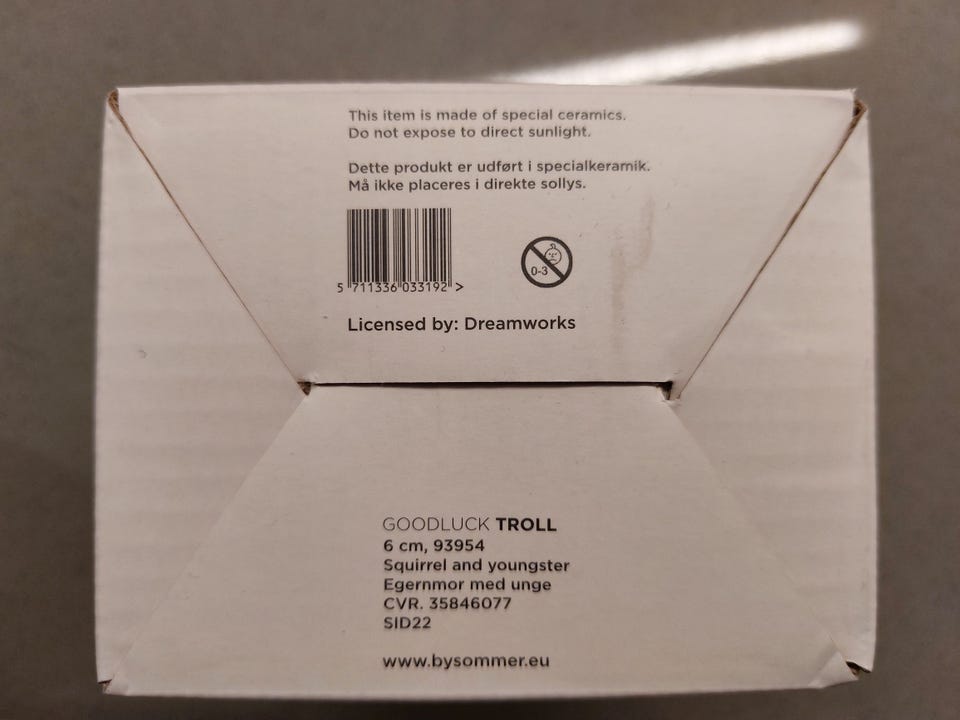 This item is made of special ceramics.
Do not expose to direct sunlight.
Dette produkt er udført i specialkeramik.
Må ikke placeres i direkte sollys.
0-3
5 711336 033192 >
Licensed by: Dreamworks
GOODLUCK TROLL
6 cm, 93954
Squirrel and youngster
Egernmor med unge
CVR. 35846077
SID22
www.bysommer.eu